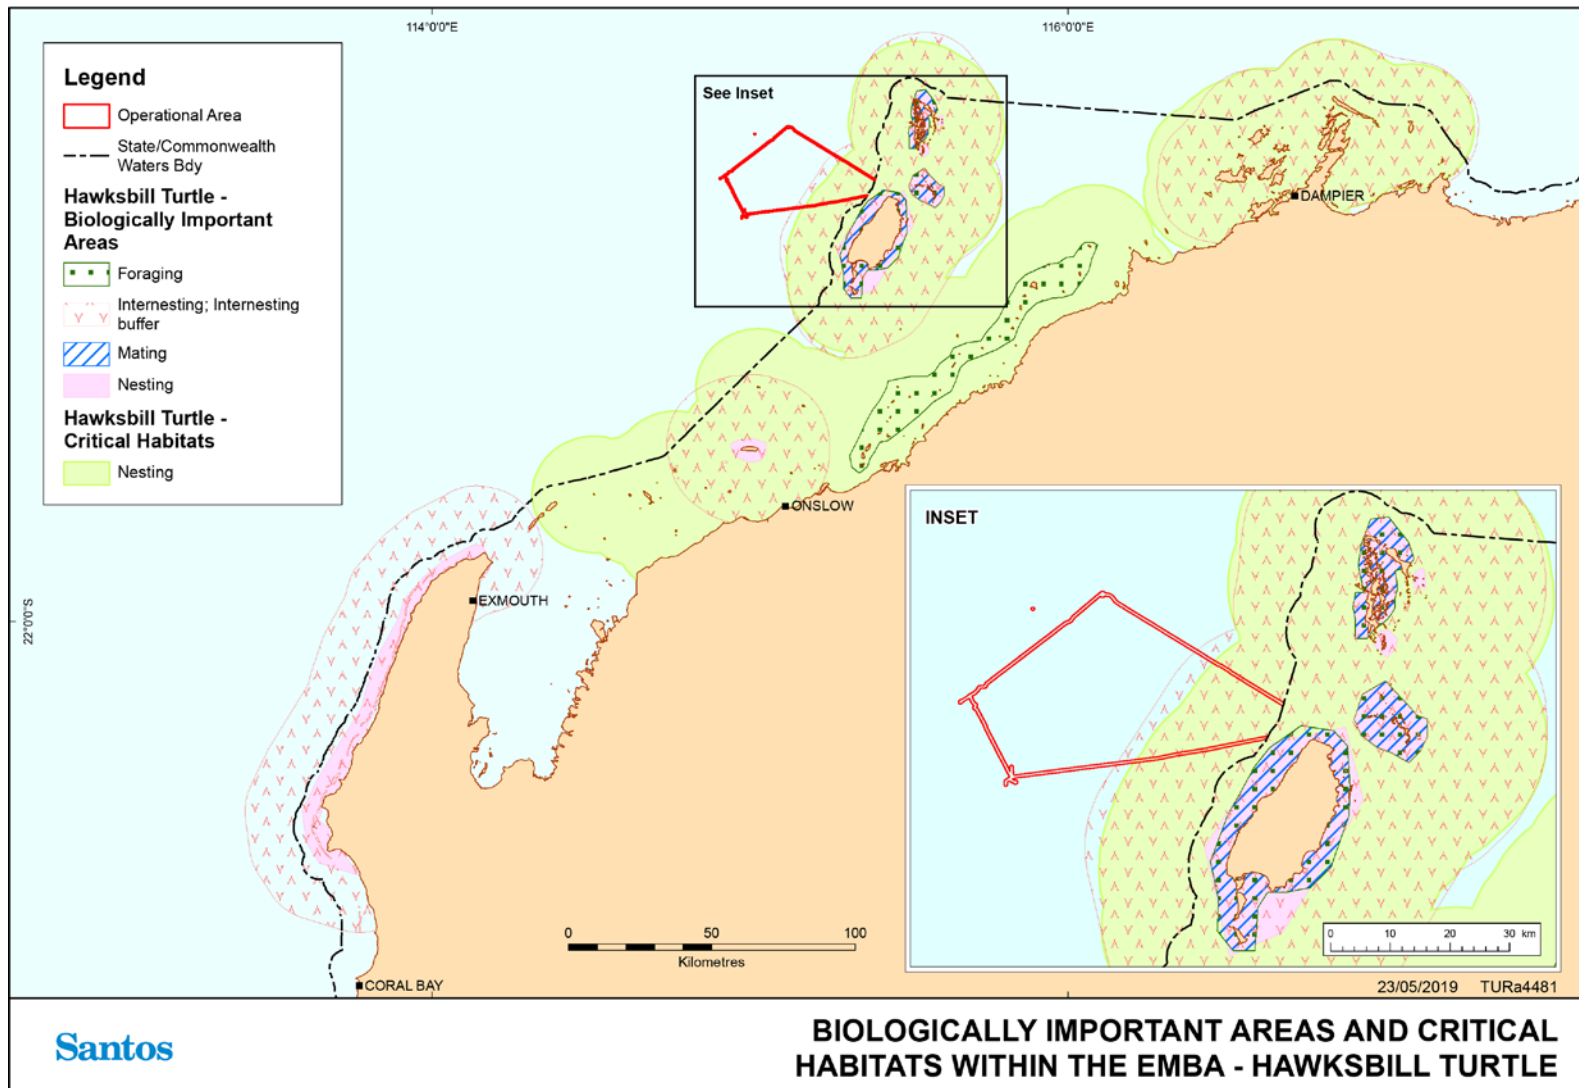 114°0'0"E
116°0'0"E
Legend
Operational Area
State/Commonwealth
Waters Bdy
Hawksbill Turtle -
Biologically Important
Areas
Foraging
Internesting; Internesting
buffer
Mating
Nesting
Hawksbill Turtle -
Critical Habitats
Nesting
See Inset
DAMPIER
ONSLOW
EXMOUTH
22°0'0"S
CORAL BAY
0 50 100
Kilometres
INSET
0 10 20 30 km
23/05/2019 TURa4481
Santos
BIOLOGICALLY IMPORTANT AREAS AND CRITICAL
HABITATS WITHIN THE EMBA - HAWKSBILL TURTLE